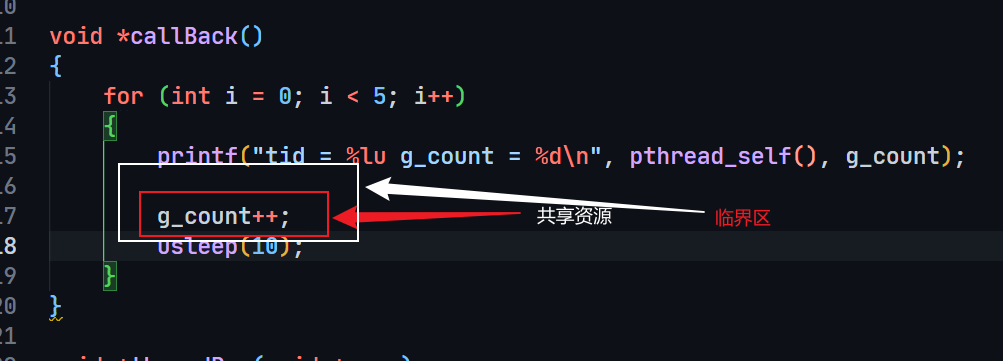 11 void *callBack()
12 {
13 for (int i = 0; i < 5; i++)
14 {
15 printf("tid = %lu g_count = %d\n", pthread_self(), g_count);
16
17 g_count++; 共享资源 临界区
18 usleep(10);
19 }
20 }
21